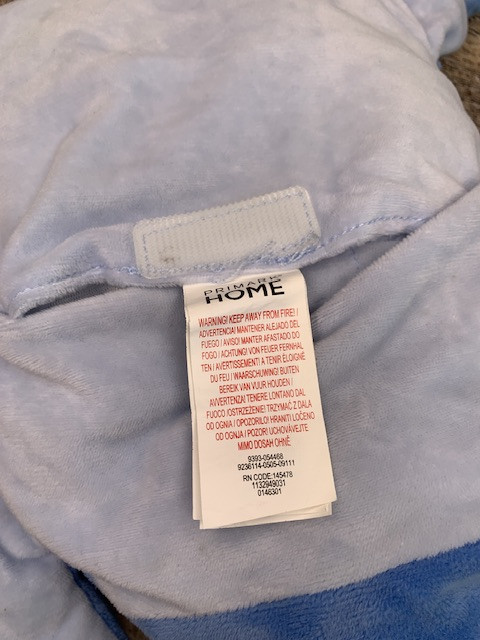 PRIMARK
HOME
WARNING! KEEP AWAY FROM FIRE! /
ADVERTENCIA! MANTENER ALEJADO DEL
FUEGO / AVISO! MANTER AFASTADO DO
FOGO / ACHTUNG! VON FEUER FERNHAL
TEN / AVERTISSEMENT! A TENIR ÉLOIGNÉ
DU FEU / WAARSCHUWING! BUITEN
BEREIK VAN VUUR HOUDEN /
AVVERTENZA! TENERE LONTANO DAL
FUOCO /OSTRZEŻENIE! TRZYMAĆ Z DALA
OD OGNIA / OPOZORILO! HRANITI LOČENO
OD OGNJA / POZOR! UCHOVÁVEJTE
MIMO DOSAH OHNĚ
9393-054468
9236114-0505-09111
RN CODE:145478
1132949031
0146301